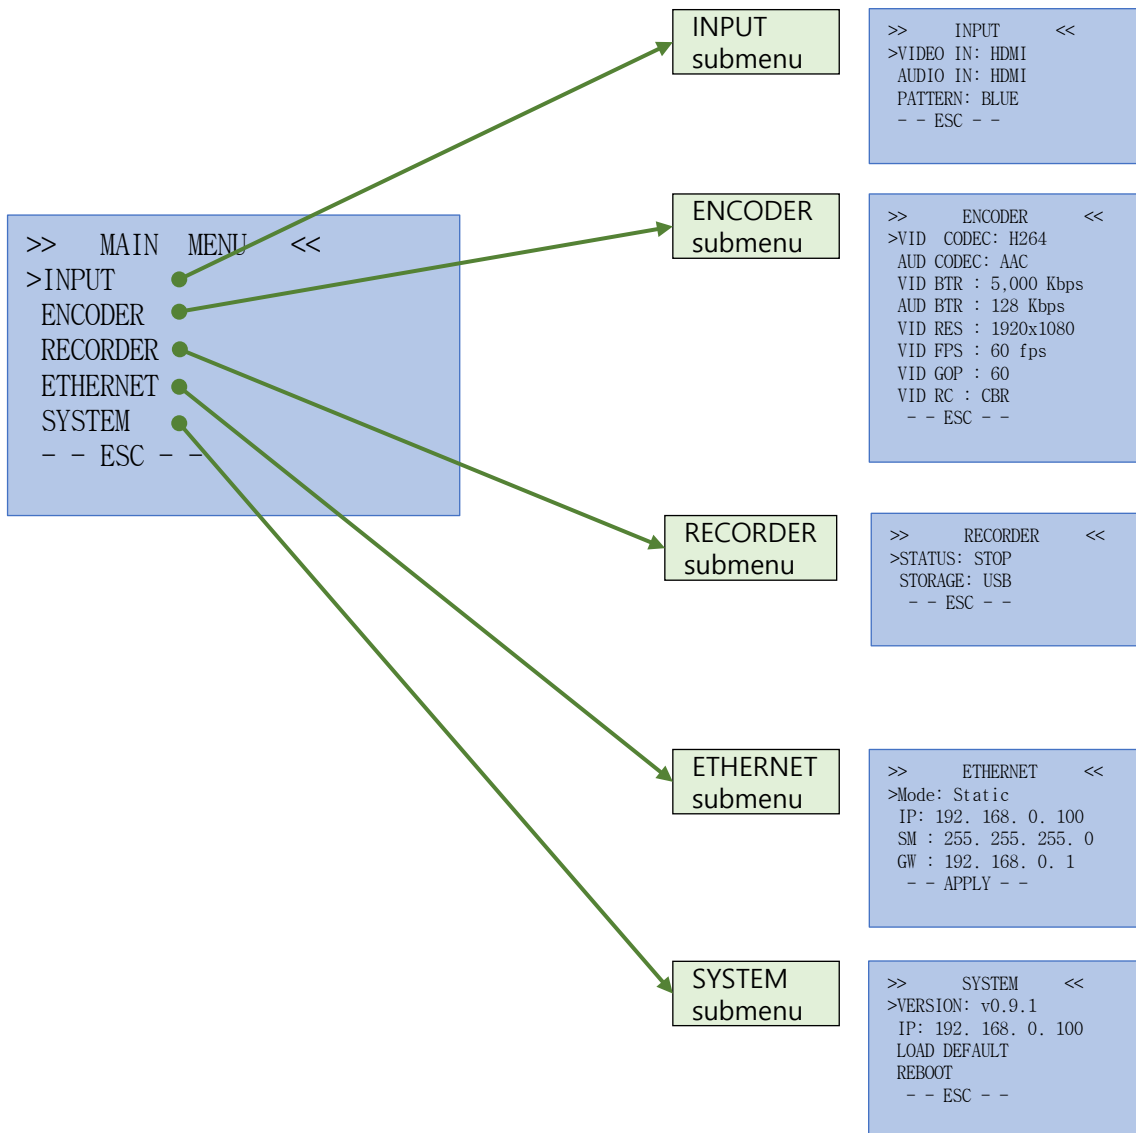 >> MAIN MENU <<
>INPUT
ENCODER
RECORDER
ETHERNET
SYSTEM
- - ESC - -
INPUT
submenu
>> INPUT <<
>VIDEO IN: HDMI
AUDIO IN: HDMI
PATTERN: BLUE
- - ESC - -
ENCODER
submenu
>> ENCODER <<
>VID CODEC: H264
AUD CODEC: AAC
VID BTR : 5,000 Kbps
AUD BTR : 128 Kbps
VID RES : 1920x1080
VID FPS : 60 fps
VID GOP : 60
VID RC : CBR
- - ESC - -
RECORDER
submenu
>> RECORDER <<
>STATUS: STOP
STORAGE: USB
- - ESC - -
ETHERNET
submenu
>> ETHERNET <<
>Mode: Static
IP: 192. 168. 0. 100
SM : 255. 255. 255. 0
GW : 192. 168. 0. 1
- - APPLY - -
SYSTEM
submenu
>> SYSTEM <<
>VERSION: v0.9.1
IP: 192. 168. 0. 100
LOAD DEFAULT
REBOOT
- - ESC - -